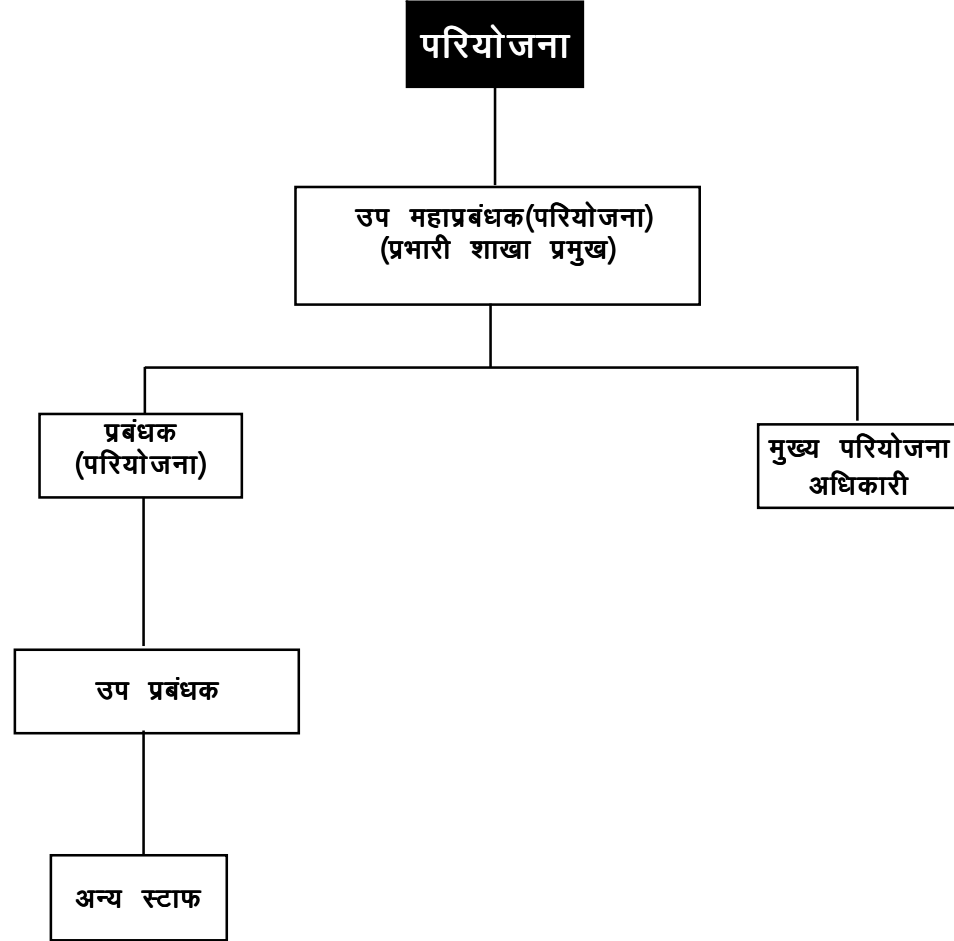 परियोजना
उप महाप्रबंधक(परियोजना)
(प्रभारी शाखा प्रमुख)
प्रबंधक
(परियोजना)
मुख्य परियोजना
अधिकारी
उप प्रबंधक
अन्य स्टाफ